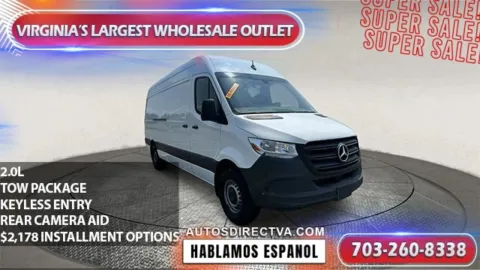 VIRGINIA'S LARGEST WHOLESALE OUTLET
SUPER SALE!
SUPER SALE!
SUPER SALE!
2.0L
TOW PACKAGE
KEYLESS ENTRY
REAR CAMERA AID
$2,178 INSTALLMENT OPTIONS
AUTOSDIRECTVA.COM
HABLAMOS ESPANOL
703-260-8338